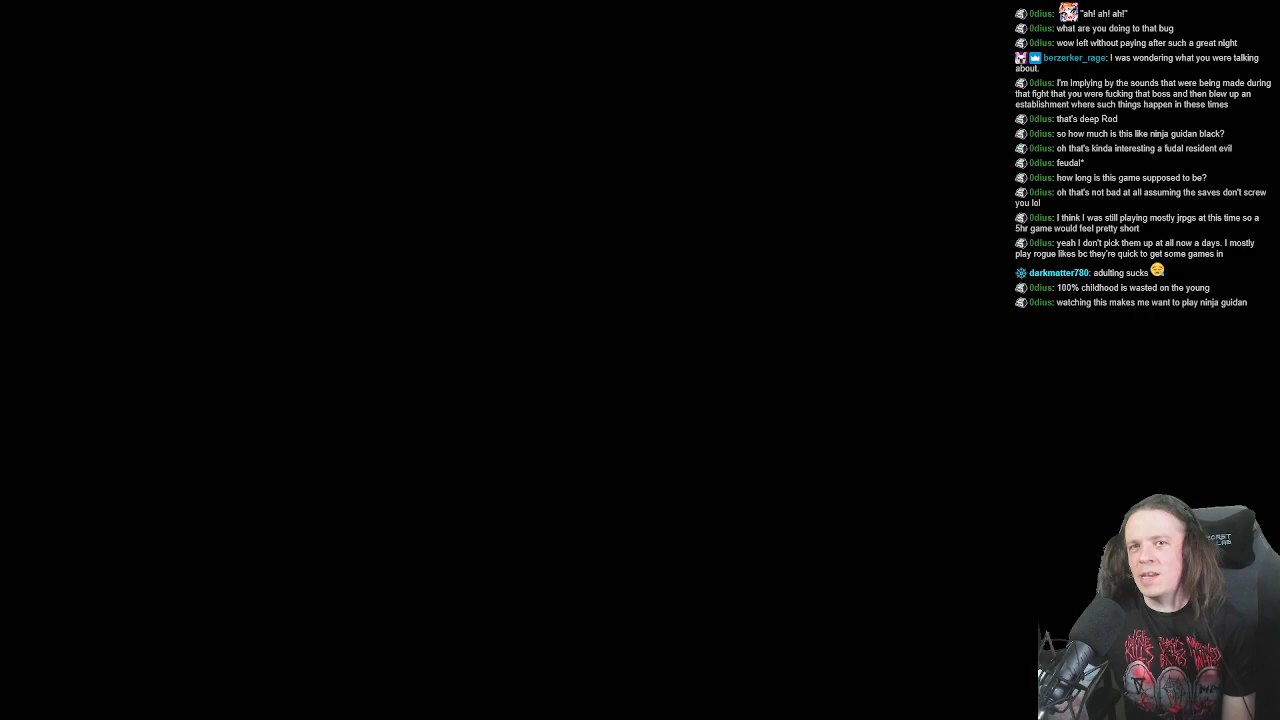 0dius: "ah! ah! ah!"
0dius: what are you doing to that bug
0dius: wow left without paying after such a great night
berzerker_rage: I was wondering what you were talking
about.
0dius: I'm implying by the sounds that were being made during
that fight that you were fucking that boss and then blew up an
establishment where such things happen in these times
0dius: that's deep Rod
0dius: so how much is this like ninja guidan black?
0dius: oh that's kinda interesting a fudal resident evil
0dius: feudal*
0dius: how long is this game supposed to be?
0dius: oh that's not bad at all assuming the saves don't screw
you lol
0dius: I think I was still playing mostly jrpgs at this time so a
5hr game would feel pretty short
0dius: yeah I don't pick them up at all now a days. I mostly
play rogue likes bc they're quick to get some games in
darkmatter780: adulting sucks
0dius: 100% childhood is wasted on the young
0dius: watching this makes me want to play ninja guidan
ICE
NINE
KILLS